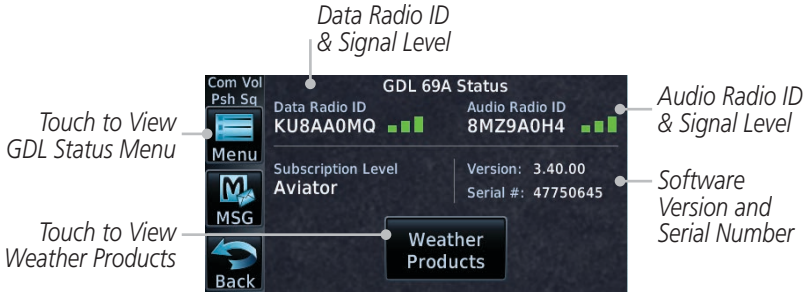 Data Radio ID
& Signal Level
Com Vol
Psh Sq
GDL 69A Status
Data Radio ID
KU8AA0MQ
Audio Radio ID
8MZ9A0H4
Audio Radio ID
& Signal Level
Touch to View
GDL Status Menu
Menu
Subscription Level
Aviator
Version: 3.40.00
Serial #: 47750645
Software
Version and
Serial Number
MSG
Touch to View
Weather Products
Weather
Products
Back